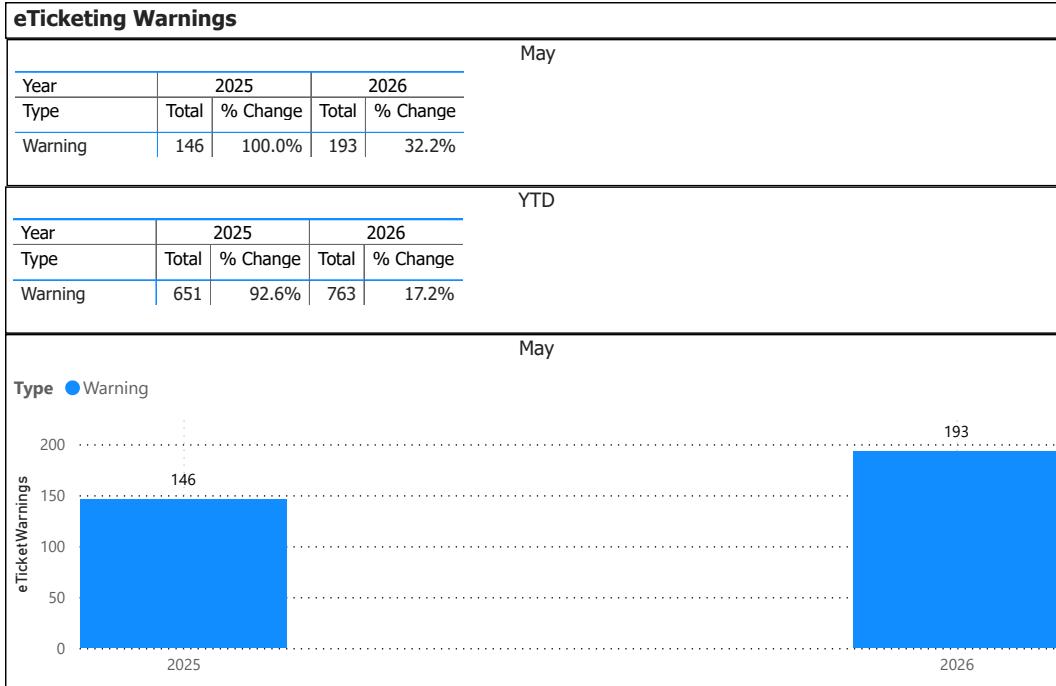 eTicketing Warnings
May
Year 2025 2026
Type Total % Change Total % Change
Warning 146 100.0% 193 32.2%
YTD
Year 2025 2026
Type Total % Change Total % Change
Warning 651 92.6% 763 17.2%
May
Type Warning
eTicketWarnings
200
150
100
50
0
146
193
2025
2026